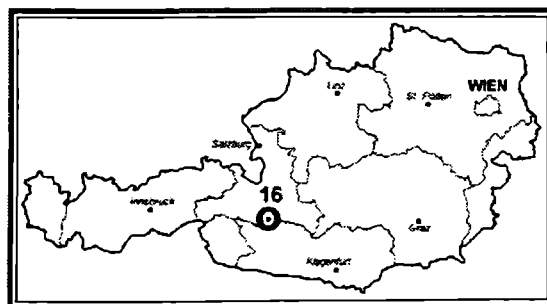 Linz
St. Pölten
WIEN
Salzburg
16
Innsbruck
Graz
Klagenfurt